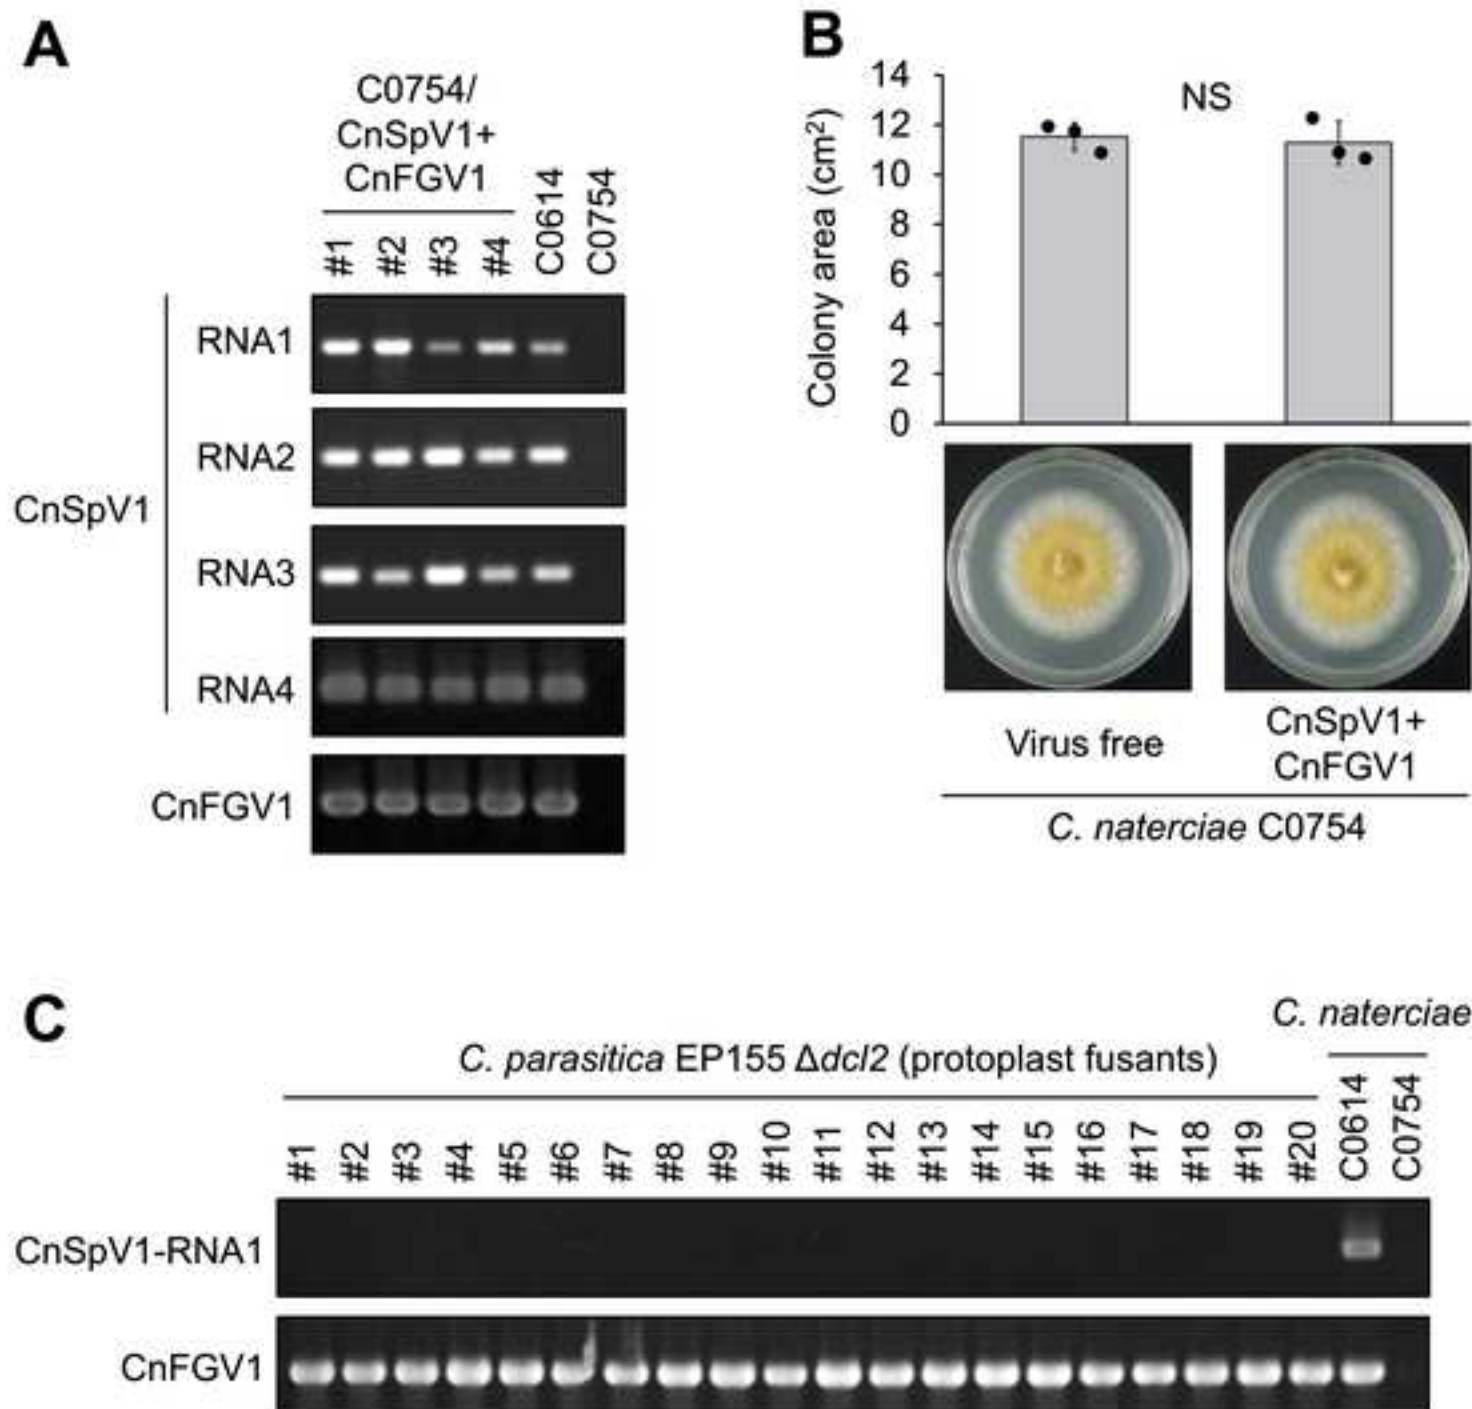 A
C0754/
CnSpV1+
CnFGV1
#1 #2 #3 #4 C0614 C0754
CnSpV1
RNA1
RNA2
RNA3
RNA4
CnFGV1
B
Colony area (cm²)
14
12
10
8
6
4
2
0
NS
Virus free
CnSpV1+
CnFGV1
C. naterciae C0754
C
C. naterciae
C. parasitica EP155 Δdcl2 (protoplast fusants)
#1 #2 #3 #4 #5 #6 #7 #8 #9 #10 #11 #12 #13 #14 #15 #16 #17 #18 #19 #20 C0614 C0754
CnSpV1-RNA1
CnFGV1